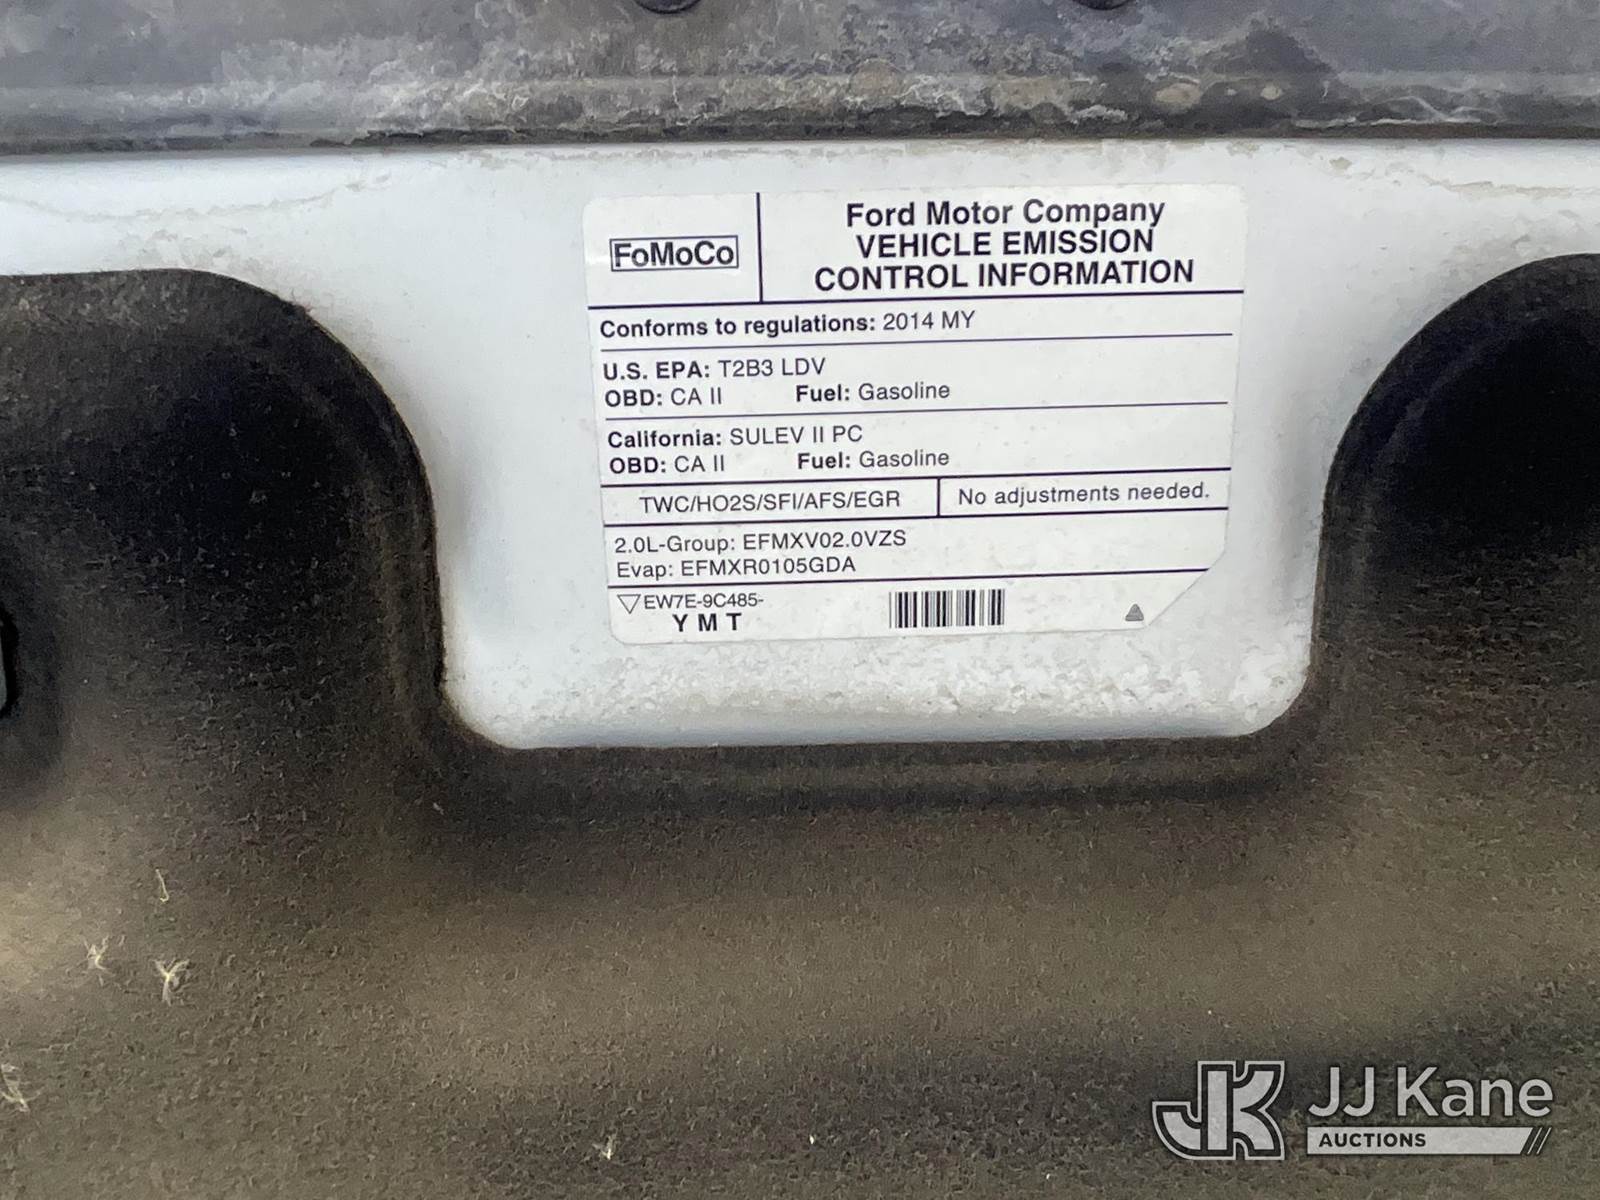 FoMoCo
Ford Motor Company
VEHICLE EMISSION
CONTROL INFORMATION
Conforms to regulations: 2014 MY
U.S. EPA: T2B3 LDV
OBD: CA II Fuel: Gasoline
California: SULEV II PC
OBD: CA II Fuel: Gasoline
TWC/HO2S/SFI/AFS/EGR No adjustments needed.
2.0L-Group: EFMXV02.0VZS
Evap: EFMXR0105GDA
EW7E-9C485-
Y M T
JK JJ Kane
AUCTIONS